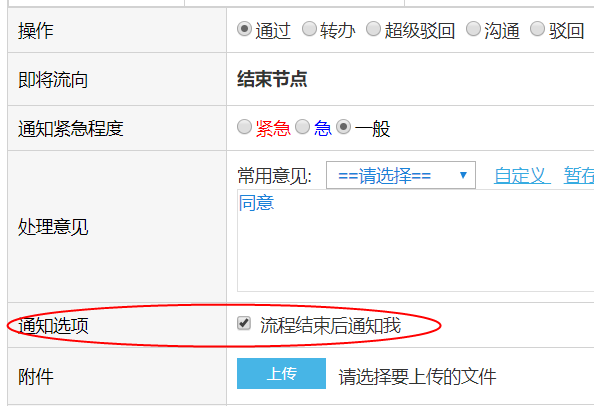 操作 通过 转办 超级驳回 沟通 驳回
即将流向 结束节点
通知紧急程度 紧急 急 一般
常用意见: ==请选择== 自定义 暂存
处理意见
同意
通知选项 流程结束后通知我
附件 上传 请选择要上传的文件